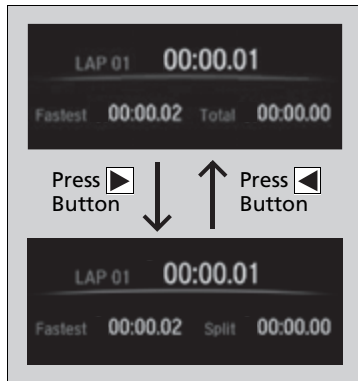 LAP 01 00:00.01
Fastest 00:00.02 Total 00:00.00
Press ▶ Press ◀
Button Button
LAP 01 00:00.01
Fastest 00:00.02 Split 00:00.00